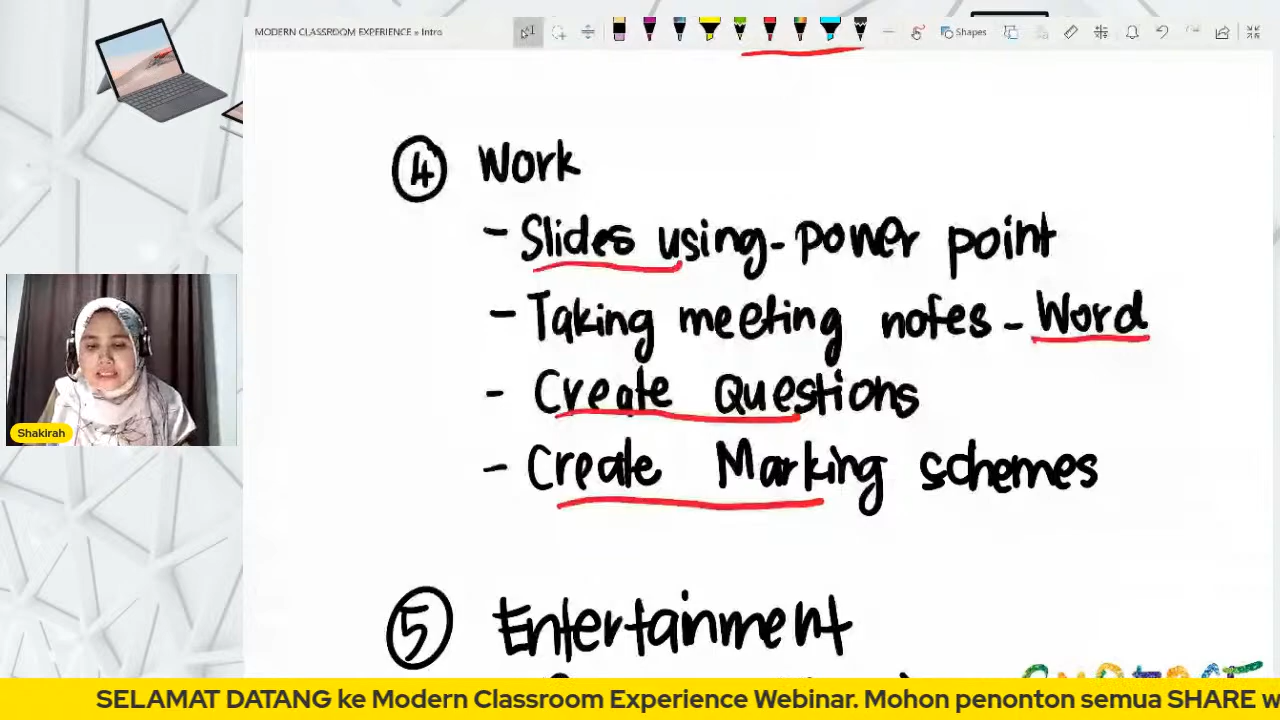 MODERN CLASSROOM EXPERIENCE » Intro
Shapes
④ Work
- Slides using - power point
- Taking meeting notes - Word
- Create Questions
- Create Marking schemes
⑤ Entertainment
Shakirah
SELAMAT DATANG ke Modern Classroom Experience Webinar. Mohon penonton semua SHARE